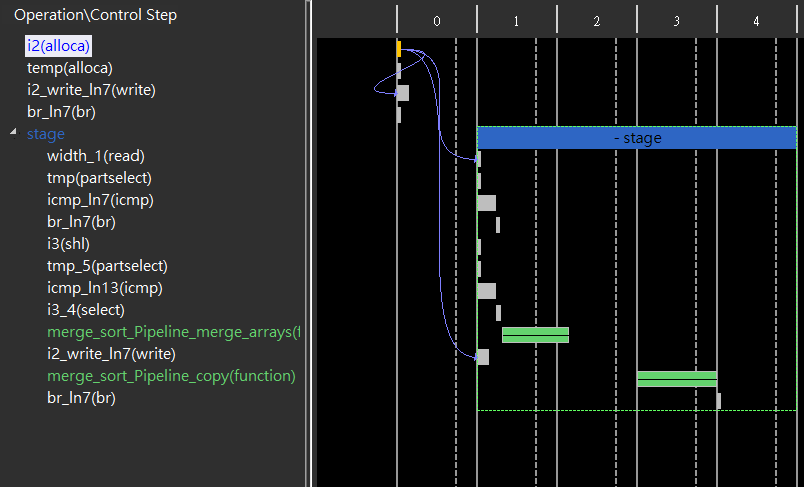 Operation\Control Step
0 1 2 3 4
i2(alloca)
temp(alloca)
i2_write_ln7(write)
br_ln7(br)
stage
- stage
width_1(read)
tmp(partselect)
icmp_ln7(icmp)
br_ln7(br)
i3(shl)
tmp_5(partselect)
icmp_ln13(icmp)
i3_4(select)
merge_sort_Pipeline_merge_arrays(f
i2_write_ln7(write)
merge_sort_Pipeline_copy(function)
br_ln7(br)